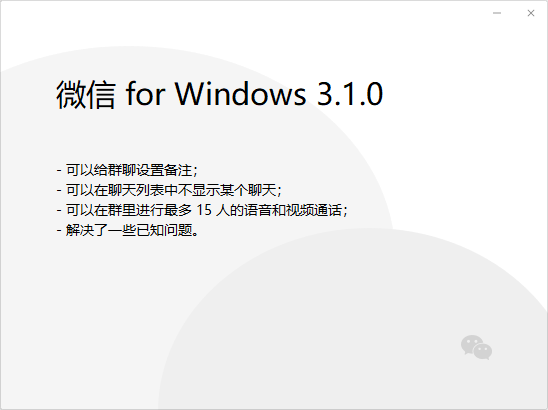 微信 for Windows 3.1.0
- 可以给群聊设置备注；
- 可以在聊天列表中不显示某个聊天；
- 可以在群里进行最多 15 人的语音和视频通话；
- 解决了一些已知问题。